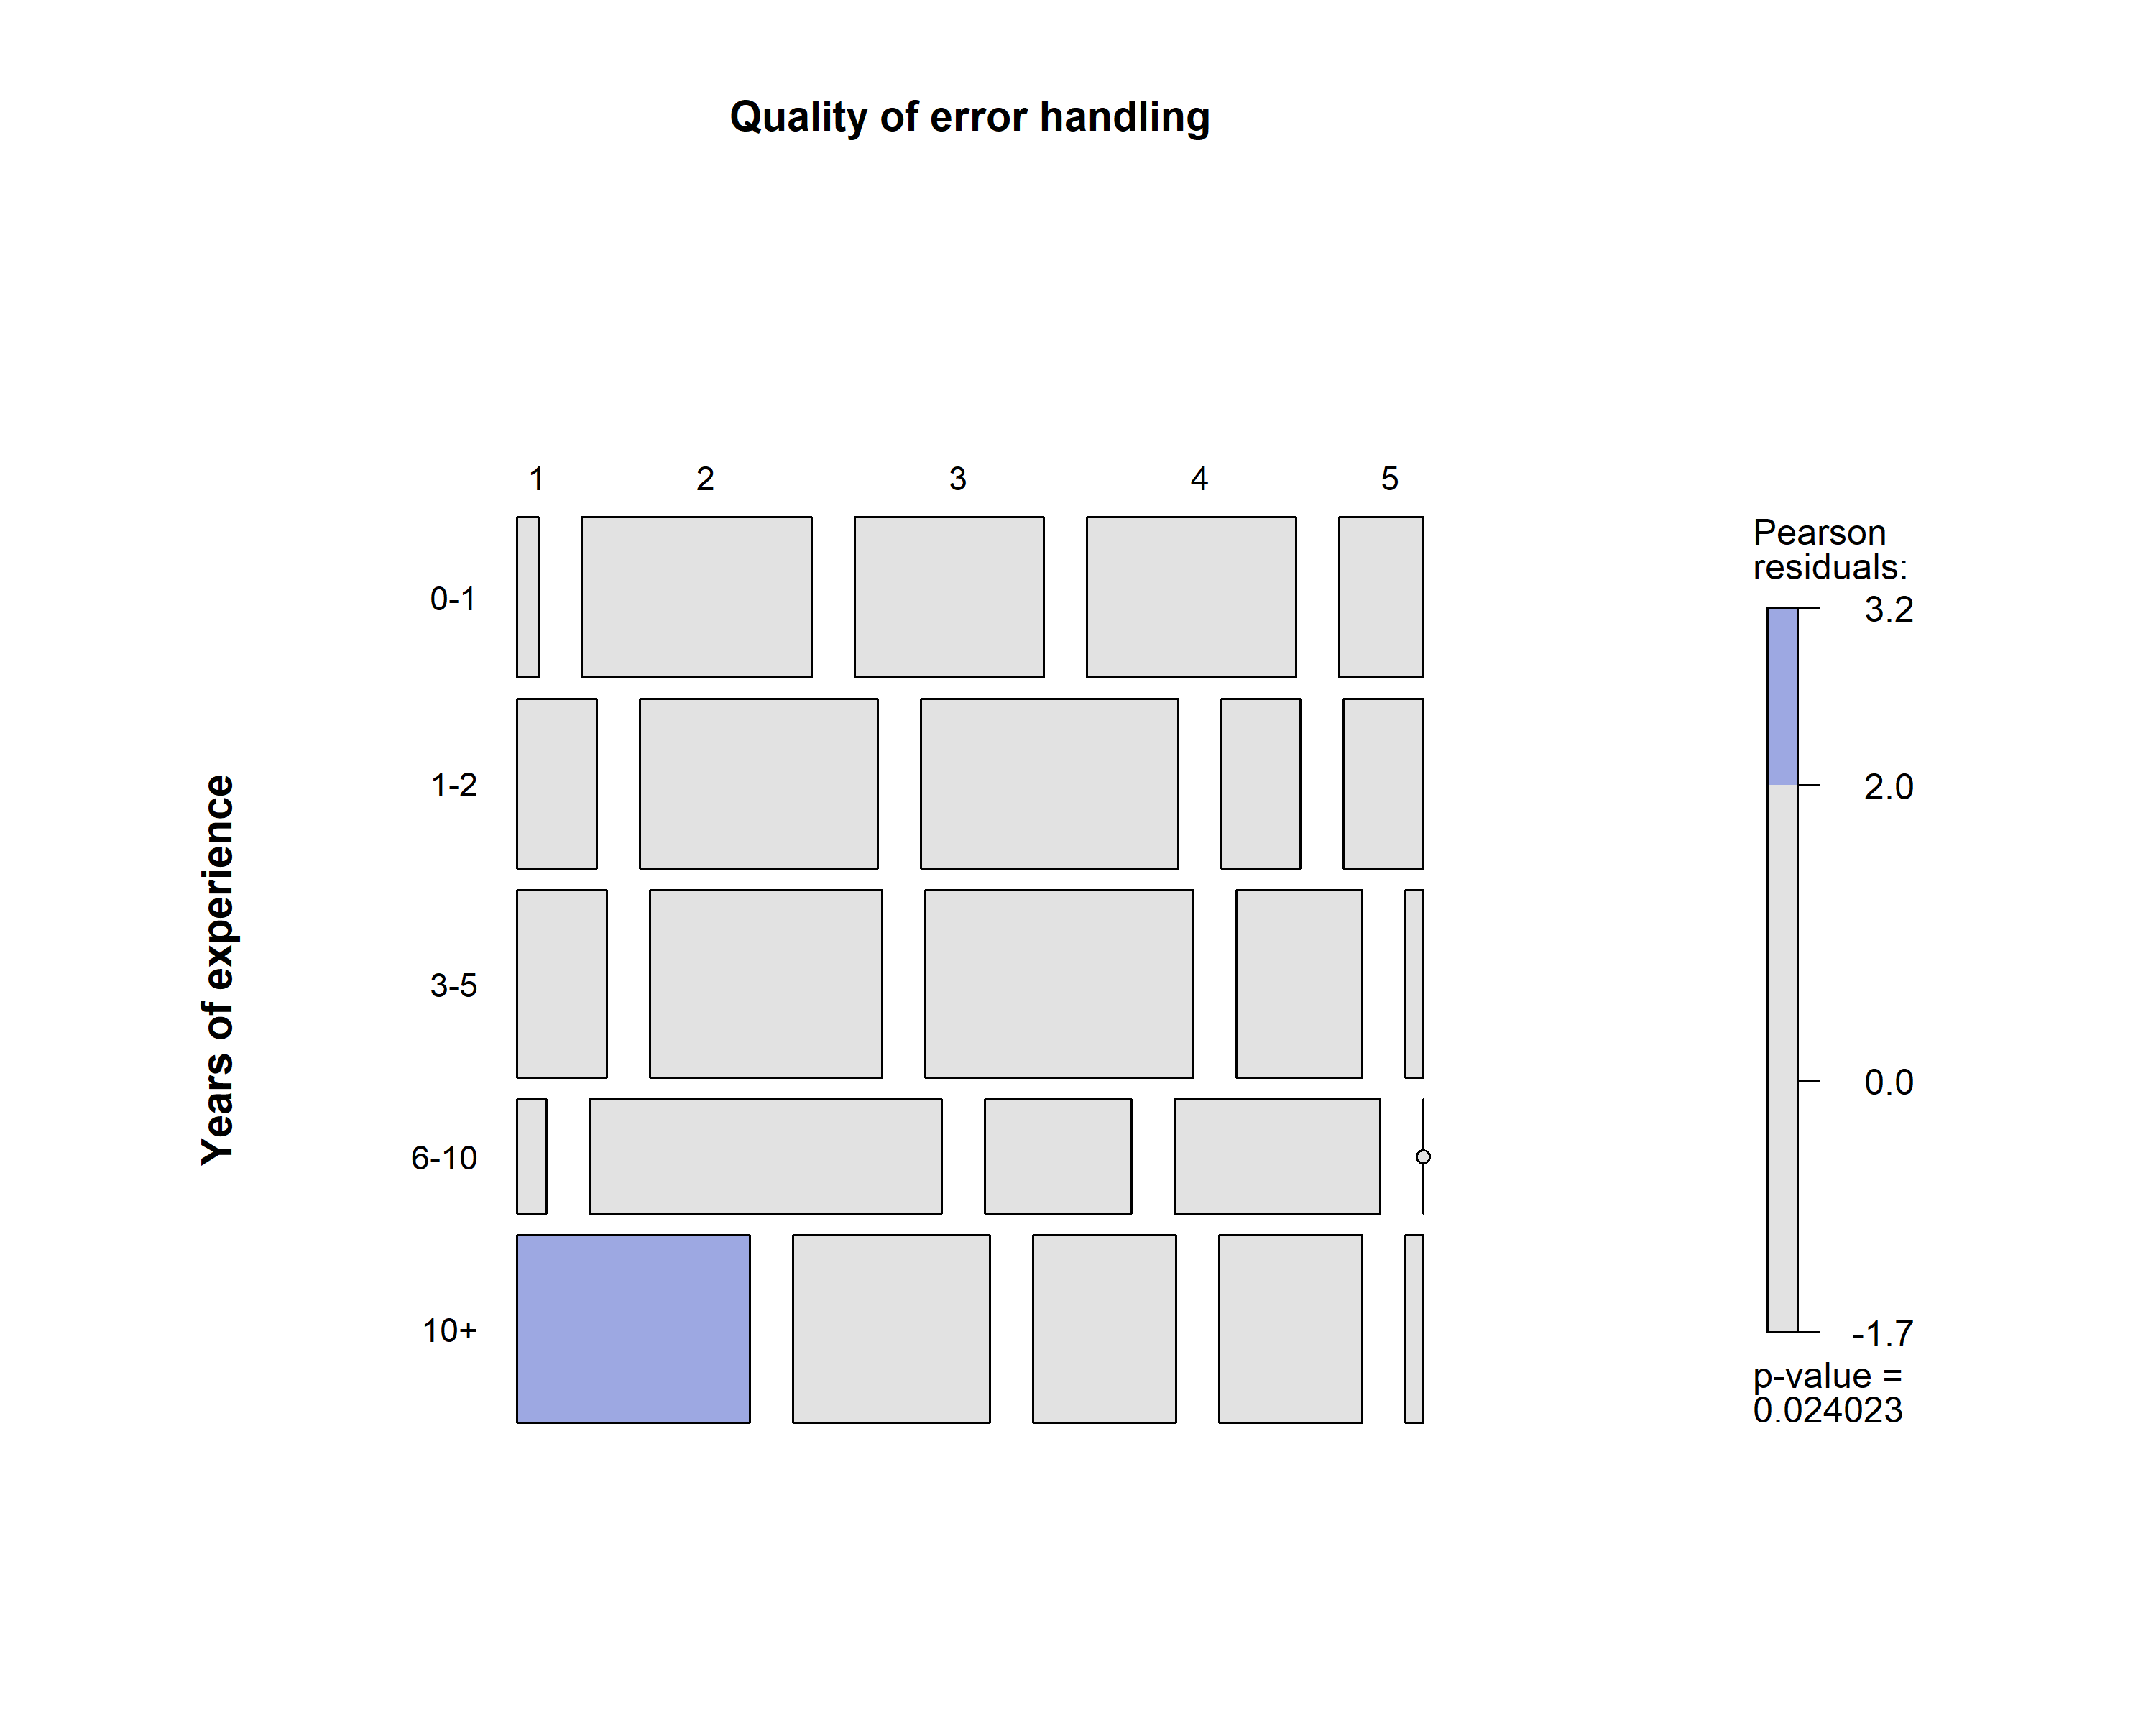 Quality of error handling
1 2 3 4 5
Years of experience
0-1
1-2
3-5
6-10
10+
Pearson
residuals:
3.2
2.0
0.0
-1.7
p-value =
0.024023